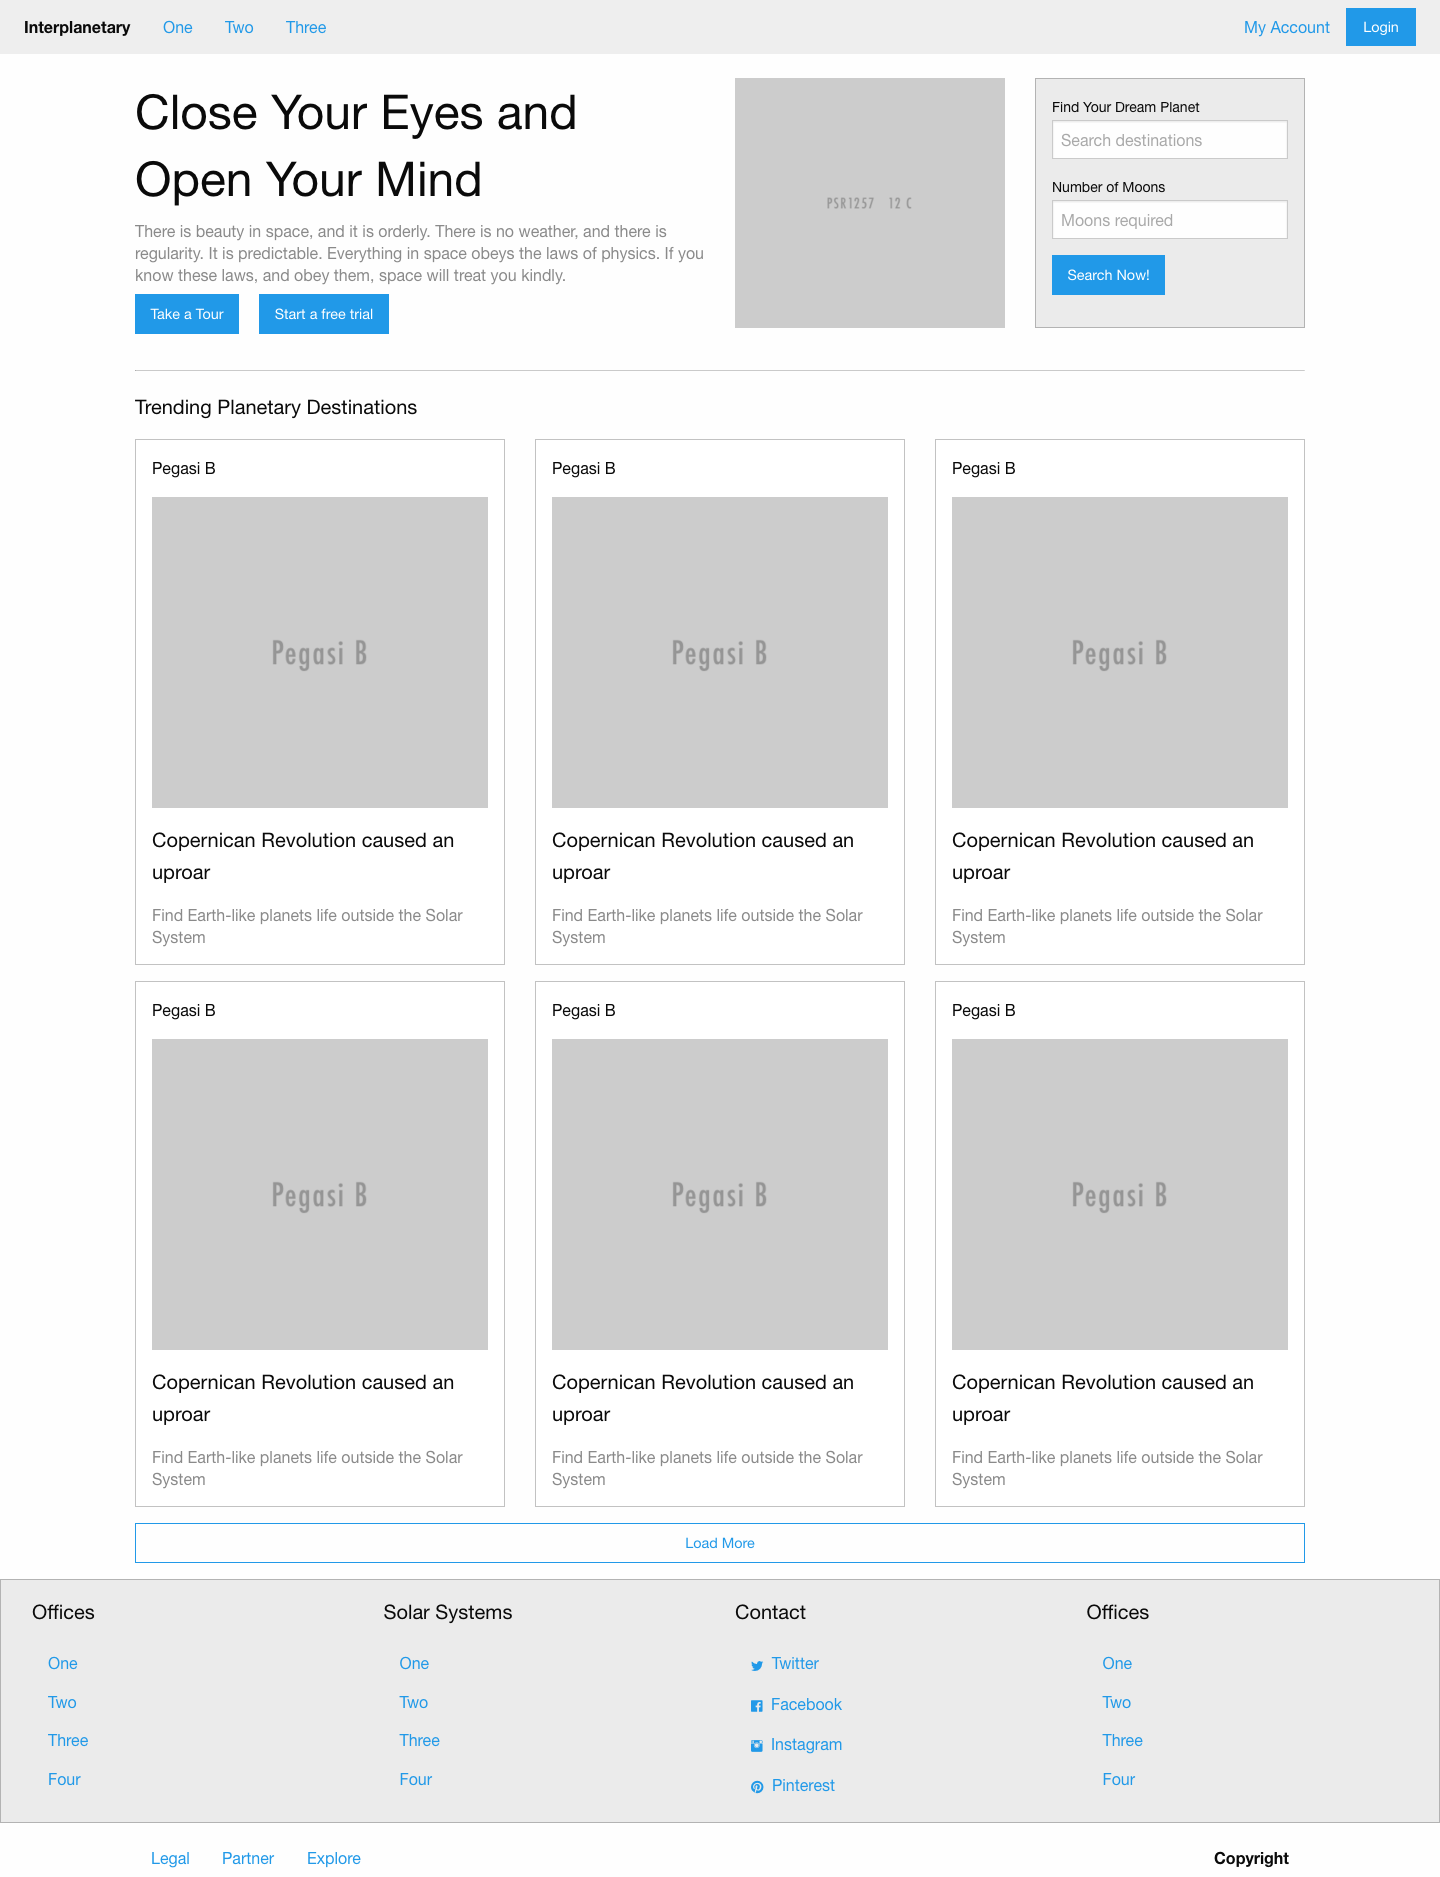 Interplanetary One Two Three My Account Login
Close Your Eyes and
Open Your Mind
There is beauty in space, and it is orderly. There is no weather, and there is
regularity. It is predictable. Everything in space obeys the laws of physics. If you
know these laws, and obey them, space will treat you kindly.
Take a Tour Start a free trial
PSR1257 12 C
Find Your Dream Planet
Search destinations
Number of Moons
Moons required
Search Now!
Trending Planetary Destinations
Pegasi B
Pegasi B
Copernican Revolution caused an
uproar
Find Earth-like planets life outside the Solar
System
Pegasi B
Pegasi B
Copernican Revolution caused an
uproar
Find Earth-like planets life outside the Solar
System
Pegasi B
Pegasi B
Copernican Revolution caused an
uproar
Find Earth-like planets life outside the Solar
System
Pegasi B
Pegasi B
Copernican Revolution caused an
uproar
Find Earth-like planets life outside the Solar
System
Pegasi B
Pegasi B
Copernican Revolution caused an
uproar
Find Earth-like planets life outside the Solar
System
Pegasi B
Pegasi B
Copernican Revolution caused an
uproar
Find Earth-like planets life outside the Solar
System
Load More
Offices
One
Two
Three
Four
Solar Systems
One
Two
Three
Four
Contact
Twitter
Facebook
Instagram
Pinterest
Offices
One
Two
Three
Four
Legal Partner Explore Copyright